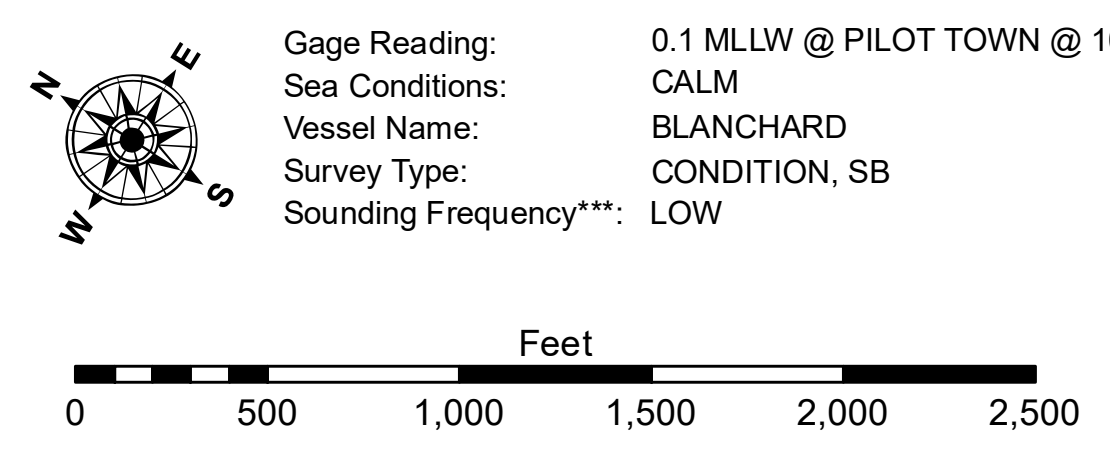 N
E
S
W
Gage Reading: 0.1 MLLW @ PILOT TOWN @
Sea Conditions: CALM
Vessel Name: BLANCHARD
Survey Type: CONDITION, SB
Sounding Frequency***: LOW
Feet
0 500 1,000 1,500 2,000 2,500